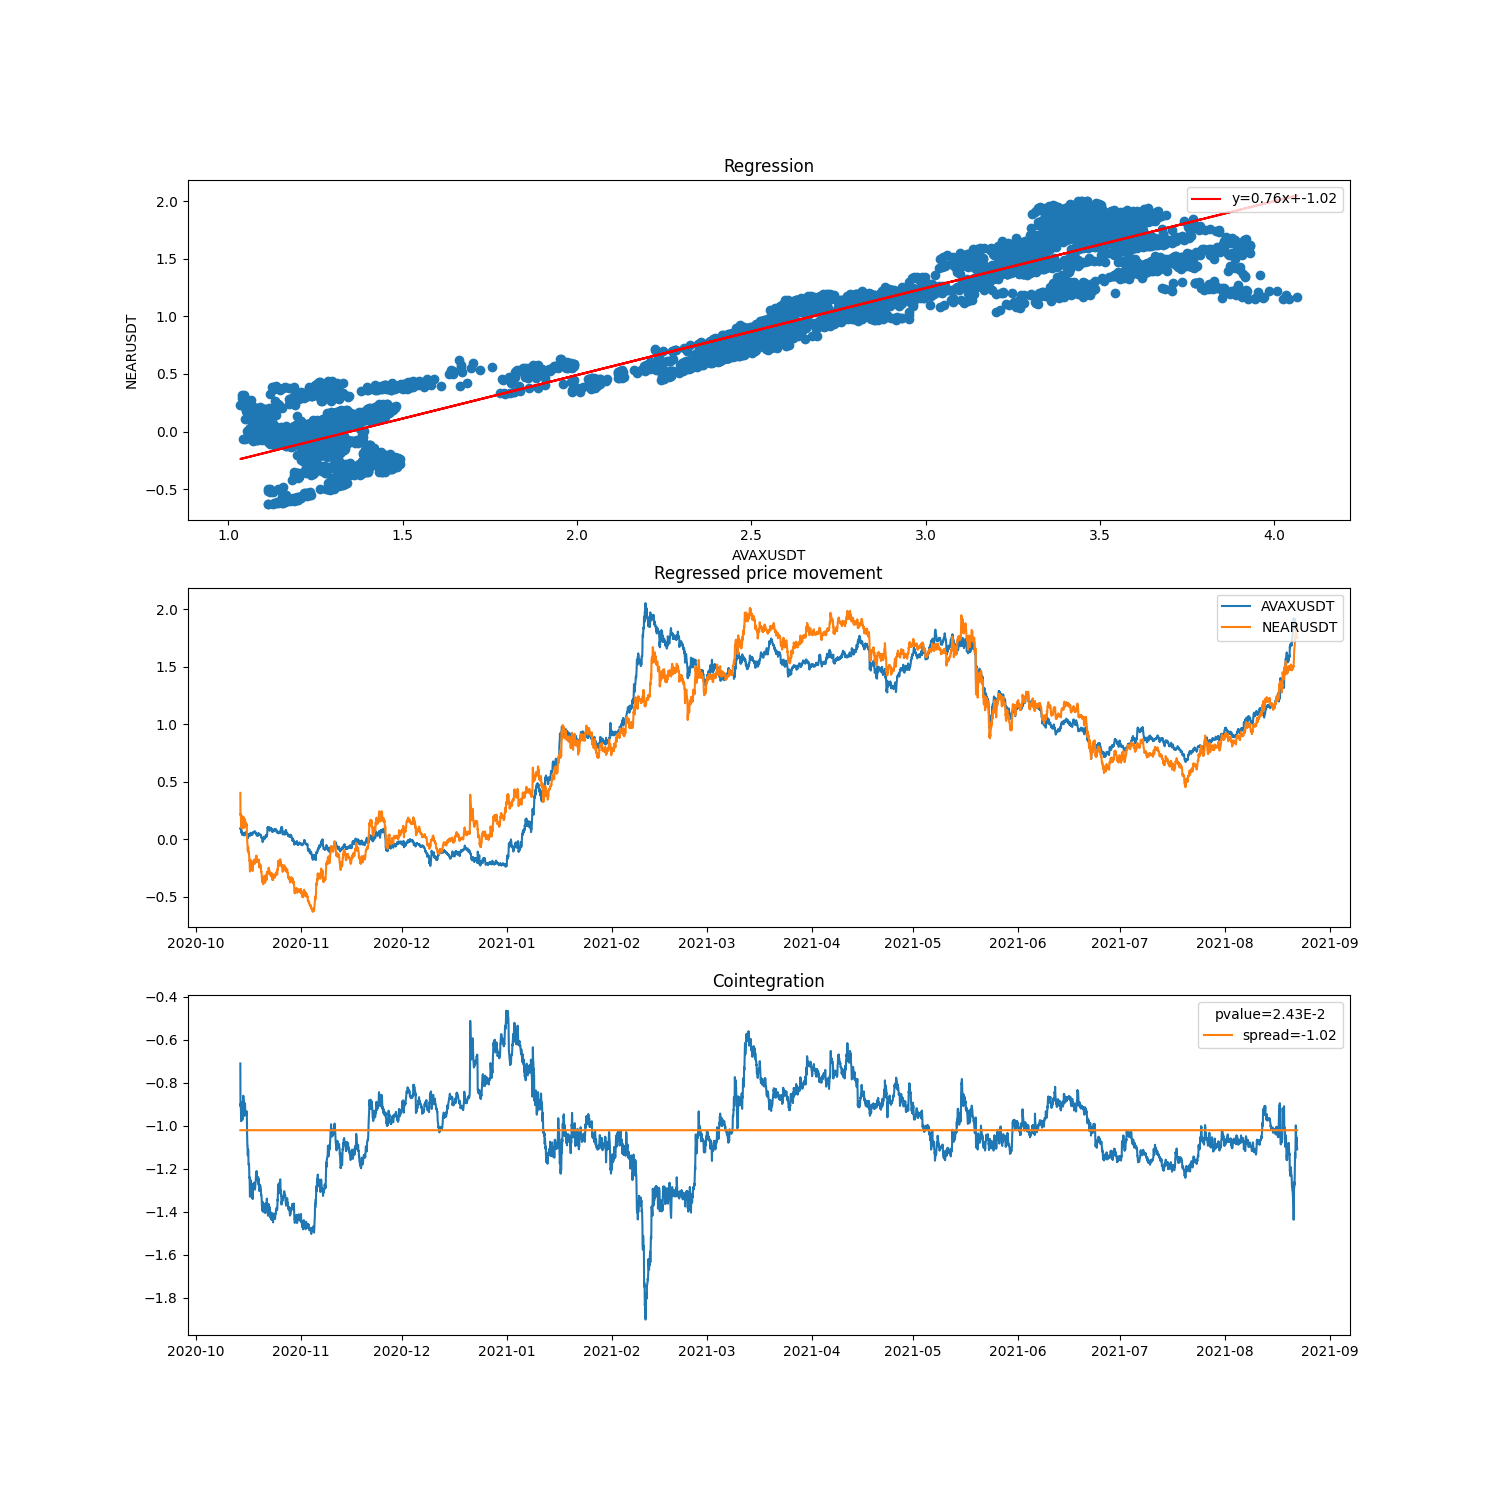 Regression
2.0
1.5
1.0
0.5
0.0
−0.5
NEARUSDT
y=0.76x+-1.02
1.0 1.5 2.0 2.5 3.0 3.5 4.0
AVAXUSDT
Regressed price movement
2.0
1.5
1.0
0.5
0.0
−0.5
AVAXUSDT
NEARUSDT
2020-10 2020-11 2020-12 2021-01 2021-02 2021-03 2021-04 2021-05 2021-06 2021-07 2021-08 2021-09
Cointegration
−0.4
−0.6
−0.8
−1.0
−1.2
−1.4
−1.6
−1.8
pvalue=2.43E-2
spread=-1.02
2020-10 2020-11 2020-12 2021-01 2021-02 2021-03 2021-04 2021-05 2021-06 2021-07 2021-08 2021-09